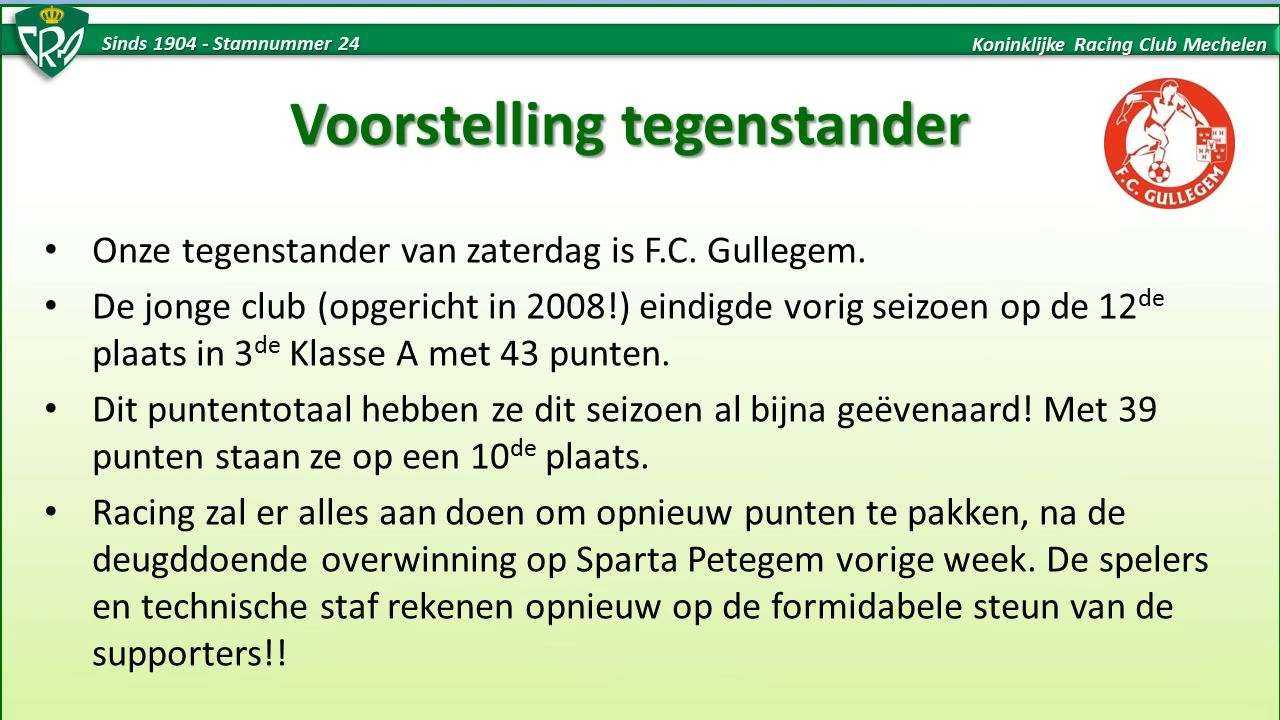 Sinds 1904 - Stamnummer 24
Koninklijke Racing Club Mechelen
Voorstelling tegenstander
F.C. GULLEGEM
• Onze tegenstander van zaterdag is F.C. Gullegem.
• De jonge club (opgericht in 2008!) eindigde vorig seizoen op de 12de
plaats in 3de Klasse A met 43 punten.
• Dit puntentotaal hebben ze dit seizoen al bijna geëvenaard! Met 39
punten staan ze op een 10de plaats.
• Racing zal er alles aan doen om opnieuw punten te pakken, na de
deugddoende overwinning op Sparta Petegem vorige week. De spelers
en technische staf rekenen opnieuw op de formidabele steun van de
supporters!!